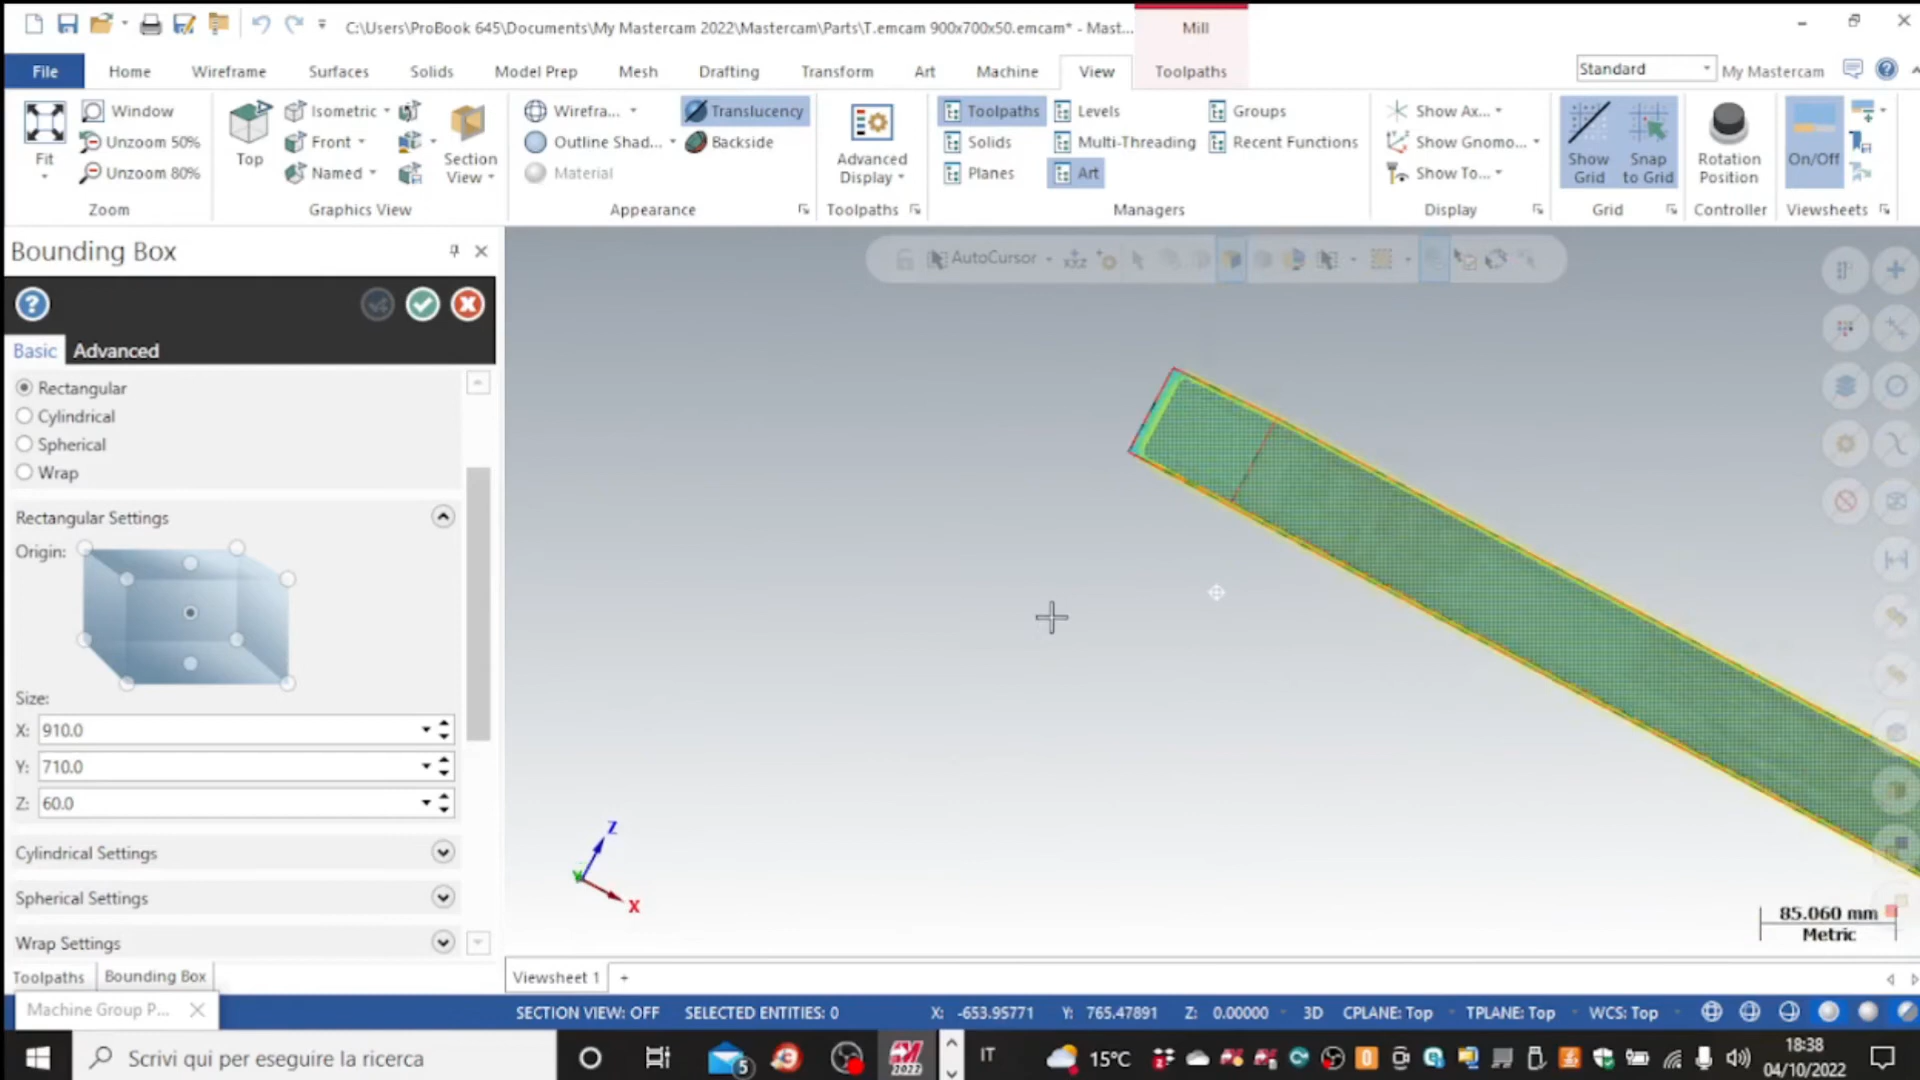 C:\Users\ProBook 645\Documents\My Mastercam 2022\Mastercam\Parts\T.emcam 900x700x50.emcam* - Mast...
Mill
File
Home
Wireframe
Surfaces
Solids
Model Prep
Mesh
Drafting
Transform
Art
Machine
View
Toolpaths
Standard
My Mastercam
Fit
Window
Unzoom 50%
Unzoom 80%
Zoom
Top
Isometric
Front
Named
Section
View
Graphics View
Wirefra...
Outline Shad...
Material
Translucency
Backside
Appearance
Advanced
Display
Toolpaths
Toolpaths
Solids
Planes
Levels
Multi-Threading
Art
Groups
Recent Functions
Managers
Show Ax...
Show Gnomo...
Show To...
Display
Show
Grid
Snap
to Grid
Grid
Rotation
Position
Controller
On/Off
Viewsheets
Bounding Box
Basic
Advanced
Rectangular
Cylindrical
Spherical
Wrap
Rectangular Settings
Origin:
Size:
X: 910.0
Y: 710.0
Z: 60.0
Cylindrical Settings
Spherical Settings
Wrap Settings
Toolpaths
Bounding Box
Machine Group P...
AutoCursor
Z
Y
X
85.060 mm
Metric
Viewsheet 1
SECTION VIEW: OFF
SELECTED ENTITIES: 0
X: -653.95771
Y: 765.47891
Z: 0.00000
3D
CPLANE: Top
TPLANE: Top
WCS: Top
Scrivi qui per eseguire la ricerca
5
2022
IT
15°C
18:38
04/10/2022